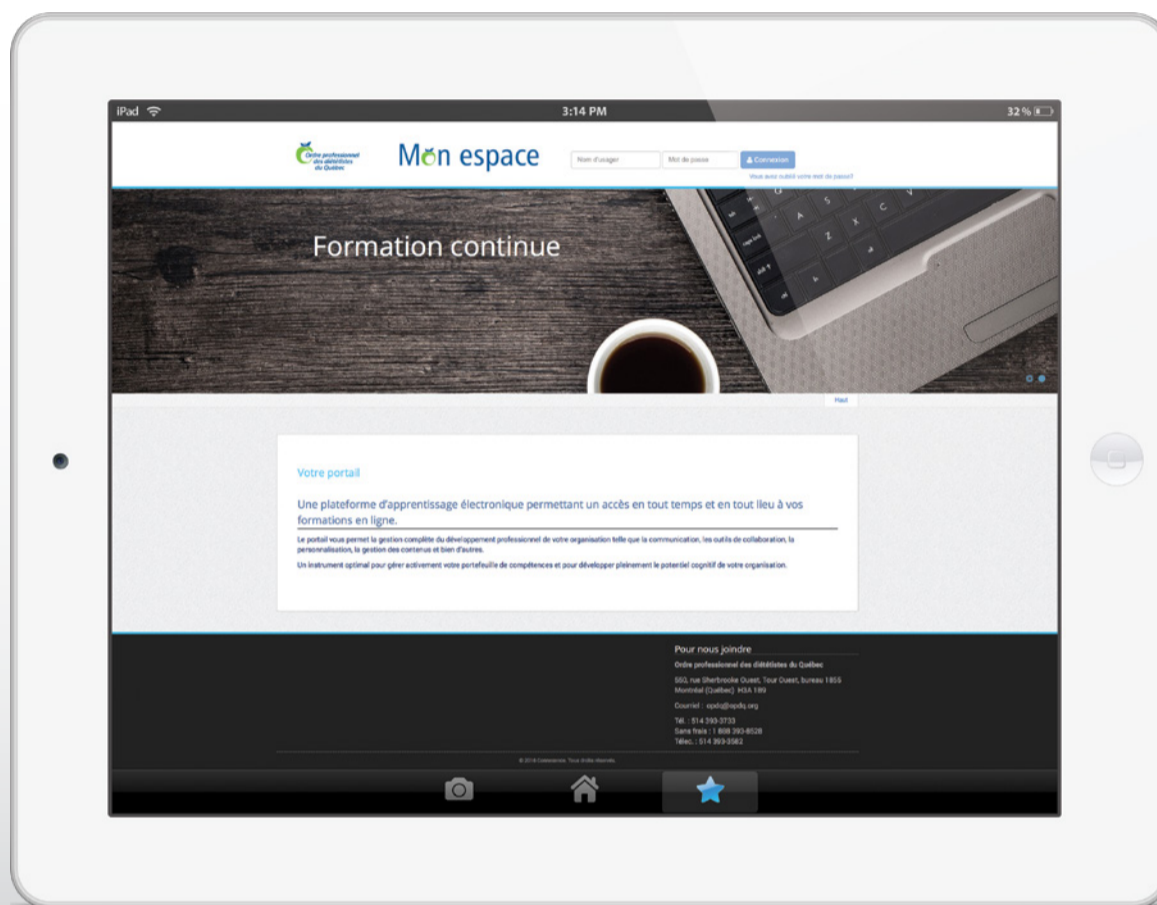 iPad
3:14 PM
32 %
Ordre professionnel
des diététistes
du Québec
Mon espace
Nom d'usager
Mot de passe
Connexion
Vous avez oublié votre mot de passe?
Formation continue
A S
Z X C V
caps lock
shift
Haut
Votre portail
Une plateforme d'apprentissage électronique permettant un accès en tout temps et en tout lieu à vos
formations en ligne.
Le portail vous permet la gestion complète du développement professionnel de votre organisation telle que la communication, les outils de collaboration, la
personnalisation, la gestion des contenus et bien d'autres.
Un instrument optimal pour gérer activement votre portefeuille de compétences et pour développer pleinement le potentiel cognitif de votre organisation.
Pour nous joindre
Ordre professionnel des diététistes du Québec
550, rue Sherbrooke Ouest, Tour Ouest, bureau 1855
Montréal (Québec) H3A 1B9
Courriel : opdq@opdq.org
Tél. : 514 393-3733
Sans frais : 1 888 393-8528
Téléc. : 514 393-3582
Tous droits réservés.